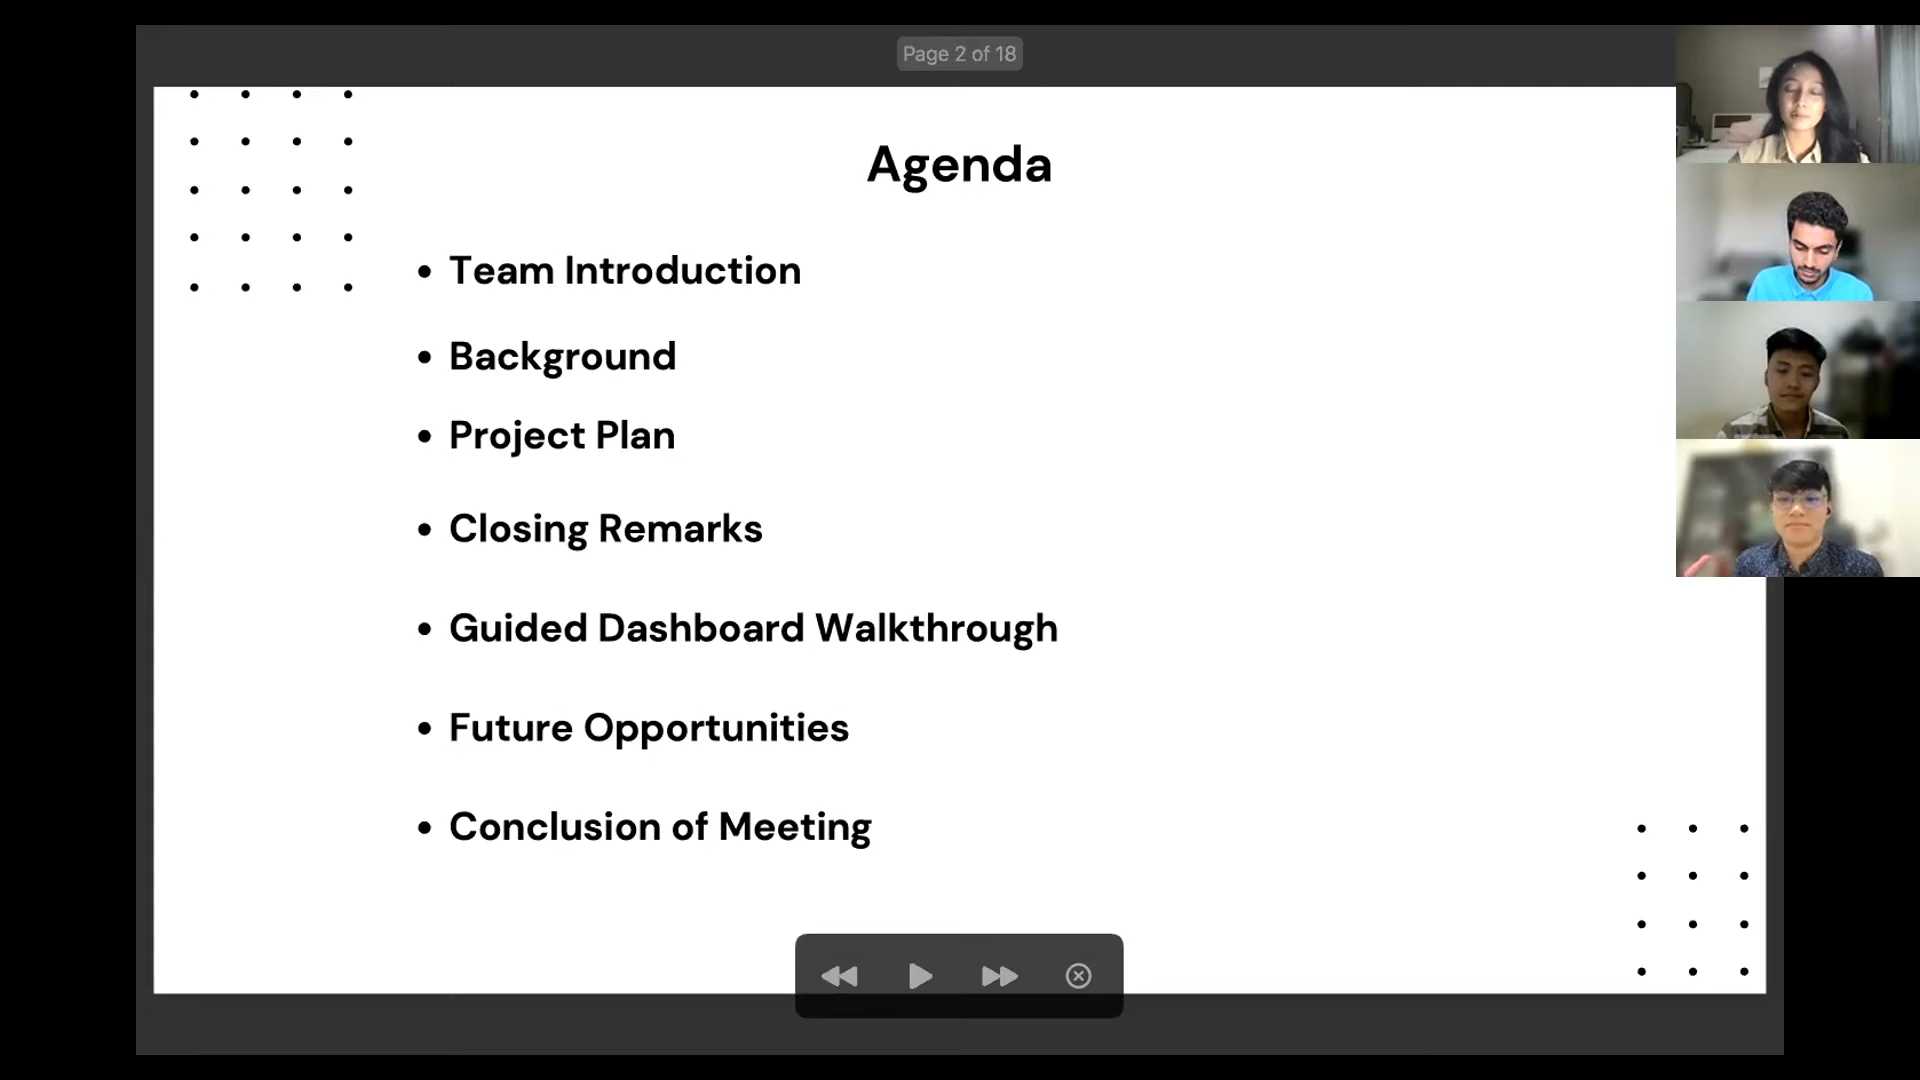 Page 2 of 18
Agenda
• Team Introduction
• Background
• Project Plan
• Closing Remarks
• Guided Dashboard Walkthrough
• Future Opportunities
• Conclusion of Meeting